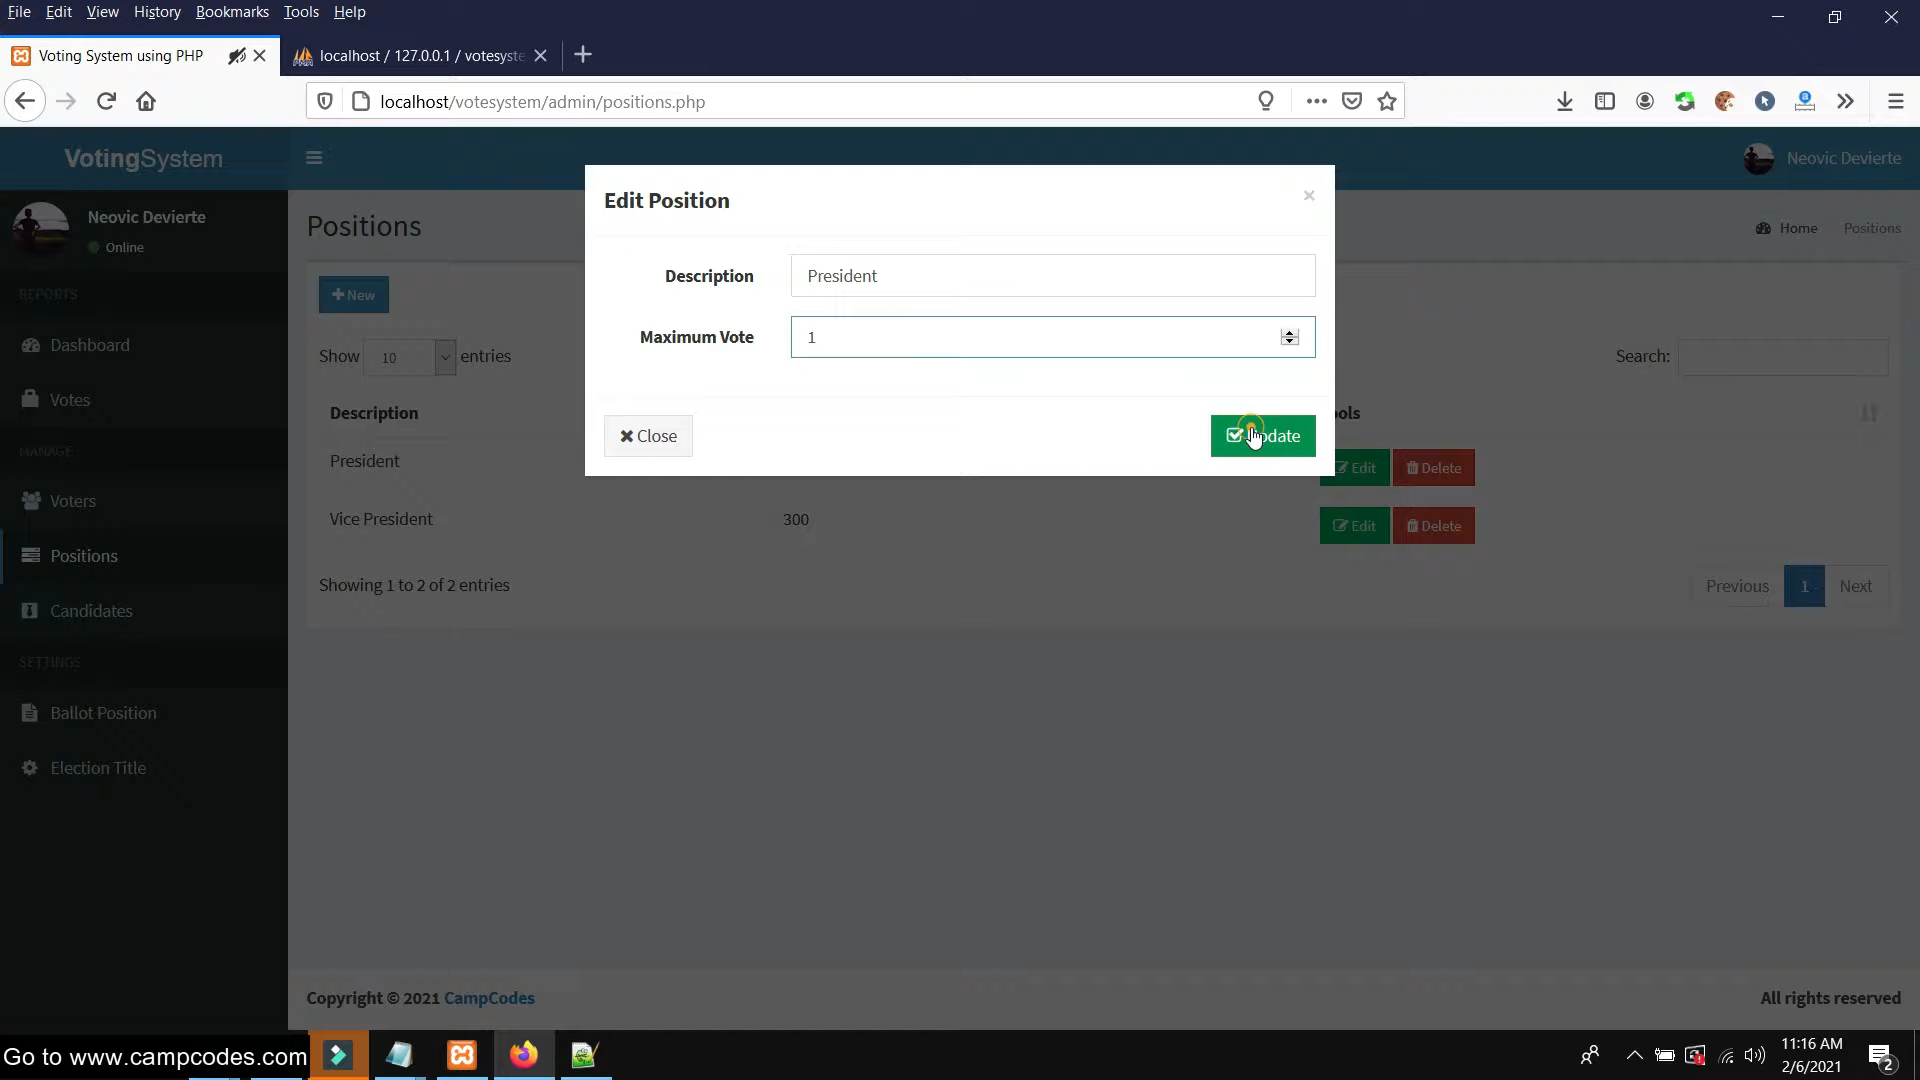 File Edit View History Bookmarks Tools Help
Voting System using PHP
localhost / 127.0.0.1 / votesyste
localhost/votesystem/admin/positions.php
VotingSystem
Neovic Devierte
Neovic Devierte
Online
Positions
Home
Positions
REPORTS
Dashboard
Votes
MANAGE
Voters
Positions
Candidates
SETTINGS
Ballot Position
Election Title
New
Show 10 entries
Search:
Description
President
Edit Delete
Vice President 300 Edit Delete
Showing 1 to 2 of 2 entries
Previous 1 Next
Edit Position
×
Description President
Maximum Vote 1
Close
Copyright © 2021 CampCodes
All rights reserved
Go to www.campcodes.com
11:16 AM
2/6/2021
2